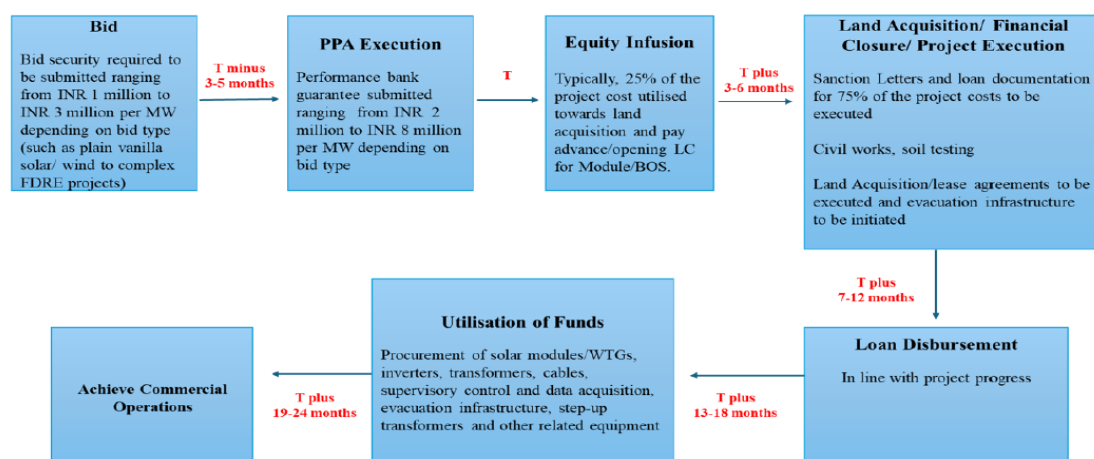 Bid
Bid security required to
be submitted ranging
from INR 1 million to
INR 3 million per MW
depending on bid type
(such as plain vanilla
solar/ wind to complex
FDRE projects)
T minus
3-5 months
PPA Execution
Performance bank
guarantee submitted
ranging from INR 2
million to INR 8 million
per MW depending on
bid type
T
Equity Infusion
Typically, 25% of the
project cost utilised
towards land
acquisition and pay
advance/opening LC
for Module/BOS.
T plus
3-6 months
Land Acquisition/ Financial
Closure/ Project Execution
Sanction Letters and loan documentation
for 75% of the project costs to be
executed
Civil works, soil testing
Land Acquisition/lease agreements to be
executed and evacuation infrastructure
to be initiated
T plus
7-12 months
Loan Disbursement
In line with project progress
T plus
13-18 months
Utilisation of Funds
Procurement of solar modules/WTGs,
inverters, transformers, cables,
supervisory control and data acquisition,
evacuation infrastructure, step-up
transformers and other related equipment
T plus
19-24 months
Achieve Commercial
Operations